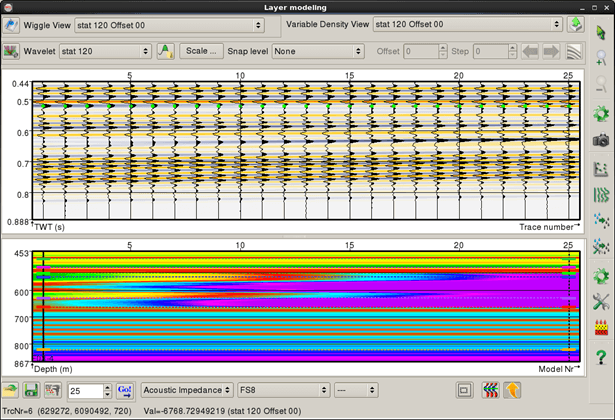 Layer modeling
Wiggle View stat 120 Offset 00 Variable Density View stat 120 Offset 00
Wavelet stat 120 Scale ... Snap level None Offset 0 Step 0
5 10 15 20 25
0.44
0.5
0.6
0.7
0.8
0.888
TWT (s) Trace number
5 10 15 20 25
453
600
700
800
867
Depth (m) Model Nr
25 Go! Acoustic Impedance FS8 ---
TrcNr=6 (629272, 6090492, 720) Val=-6768.72949219 (stat 120 Offset 00)